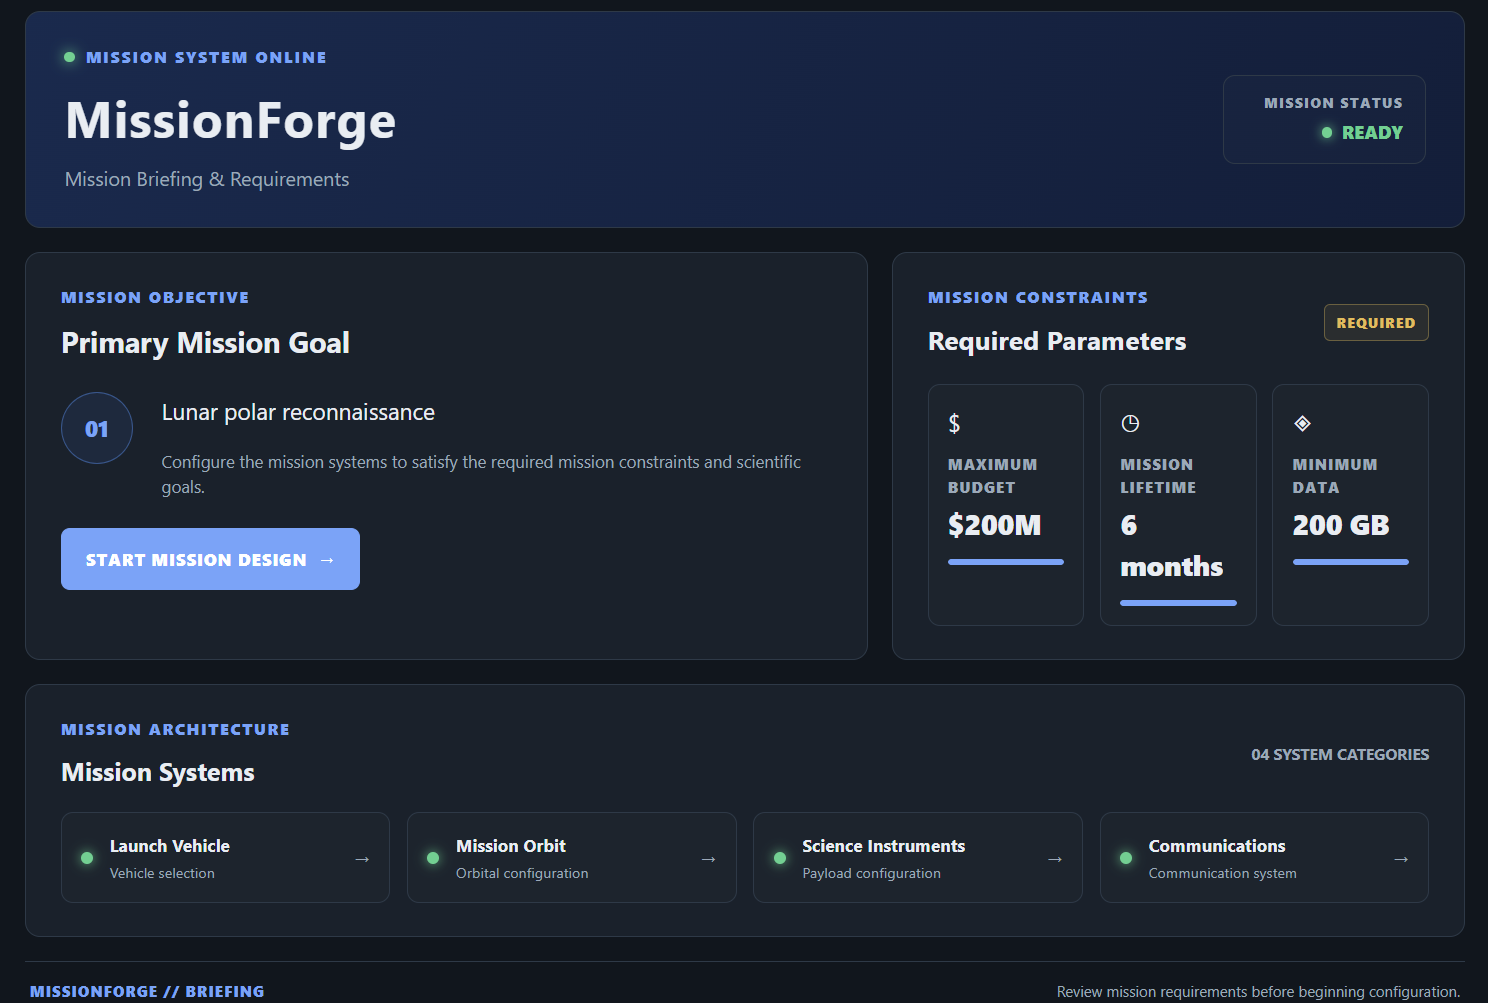 MISSION SYSTEM ONLINE
MissionForge
Mission Briefing & Requirements
MISSION STATUS
READY
MISSION OBJECTIVE
Primary Mission Goal
01
Lunar polar reconnaissance
Configure the mission systems to satisfy the required mission constraints and scientific
goals.
START MISSION DESIGN →
MISSION CONSTRAINTS
Required Parameters
REQUIRED
$
MAXIMUM
BUDGET
$200M
◷
MISSION
LIFETIME
6
months
◈
MINIMUM
DATA
200 GB
MISSION ARCHITECTURE
Mission Systems
04 SYSTEM CATEGORIES
Launch Vehicle
Vehicle selection
→
Mission Orbit
Orbital configuration
→
Science Instruments
Payload configuration
→
Communications
Communication system
→
MISSIONFORGE // BRIEFING
Review mission requirements before beginning configuration.